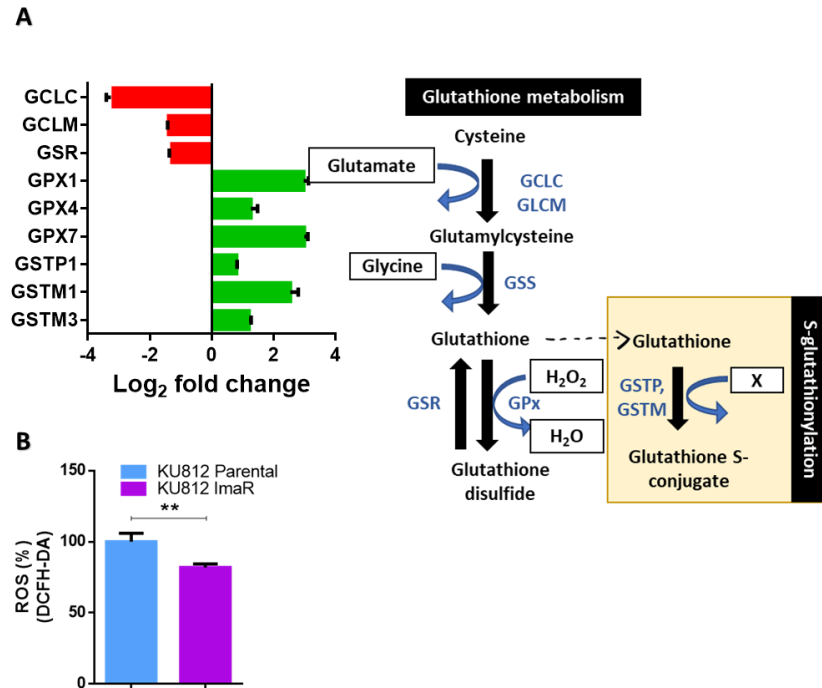 A
GCLC
GCLM
GSR
GPX1
GPX4
GPX7
GSTP1
GSTM1
GSTM3
-4
-2
0
2
4
Log2 fold change
Glutathione metabolism
Cysteine
Glutamate
GCLC
GLCM
Glutamylcysteine
Glycine
GSS
Glutathione
GSR
GPx
H2O2
H2O
Glutathione
disulfide
Glutathione
GSTP,
GSTM
X
Glutathione S-
conjugate
S-glutathionylation
B
KU812 Parental
KU812 ImaR
**
150
100
50
0
ROS (%)
(DCFH-DA)